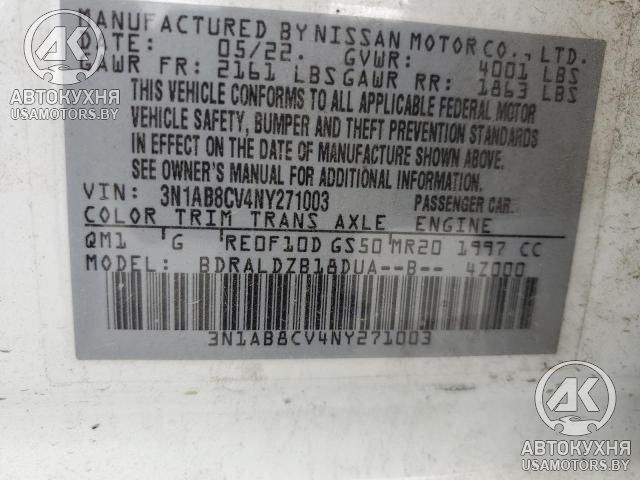 MANUFACTURED BY NISSAN MOTOR CO., LTD.
DATE: 05/22. GVWR: 4001 LBS
GAWR FR: 2161 LBS GAWR RR: 1863 LBS
THIS VEHICLE CONFORMS TO ALL APPLICABLE FEDERAL MOTOR
VEHICLE SAFETY, BUMPER AND THEFT PREVENTION STANDARDS
IN EFFECT ON THE DATE OF MANUFACTURE SHOWN ABOVE.
SEE OWNER'S MANUAL FOR ADDITIONAL INFORMATION.
VIN: 3N1AB8CV4NY271003 PASSENGER CAR
COLOR TRIM TRANS AXLE ENGINE
QM1 G RE0F10D GS50 MR20 1997 CC
MODEL: BDRALDZB18DUA--B-- 4Z000
3N1AB8CV4NY271003
АК
АВТОКУХНЯ
USAMOTORS.BY
АК
АВТОКУХНЯ
USAMOTORS.BY